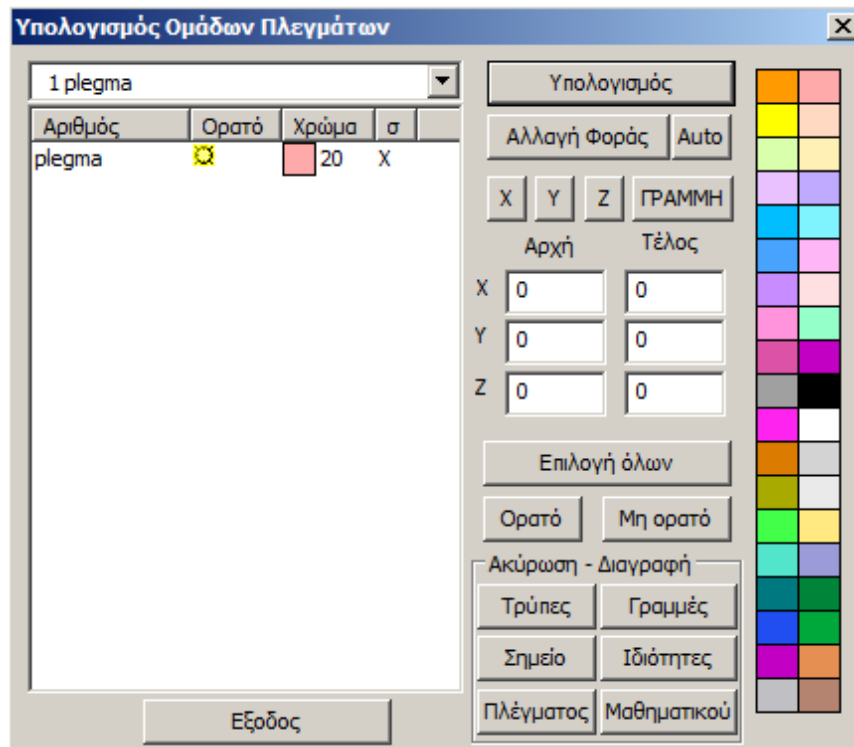 Υπολογισμός Ομάδων Πλεγμάτων
1 plegma
Αριθμός Ορατό Χρώμα σ
plegma 20 X
Υπολογισμός
Αλλαγή Φοράς Auto
X Y Z ΓΡΑΜΜΗ
Αρχή Τέλος
X 0 0
Y 0 0
Z 0 0
Επιλογή όλων
Ορατό Μη ορατό
Ακύρωση - Διαγραφή
Τρύπες Γραμμές
Σημείο Ιδιότητες
Πλέγματος Μαθηματικού
Εξοδος